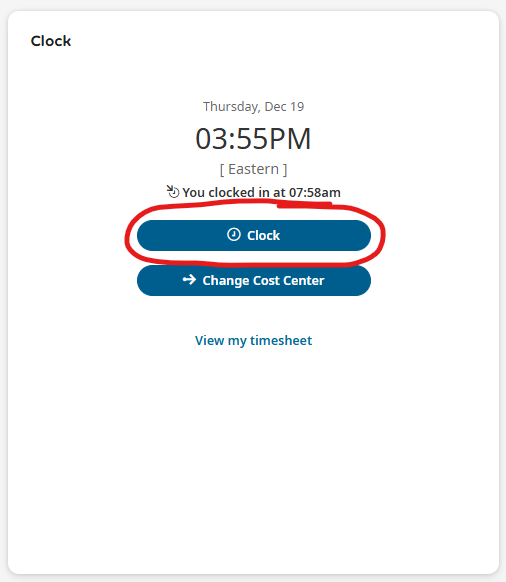 Clock
Thursday, Dec 19
03:55PM
[ Eastern ]
You clocked in at 07:58am
Clock
Change Cost Center
View my timesheet